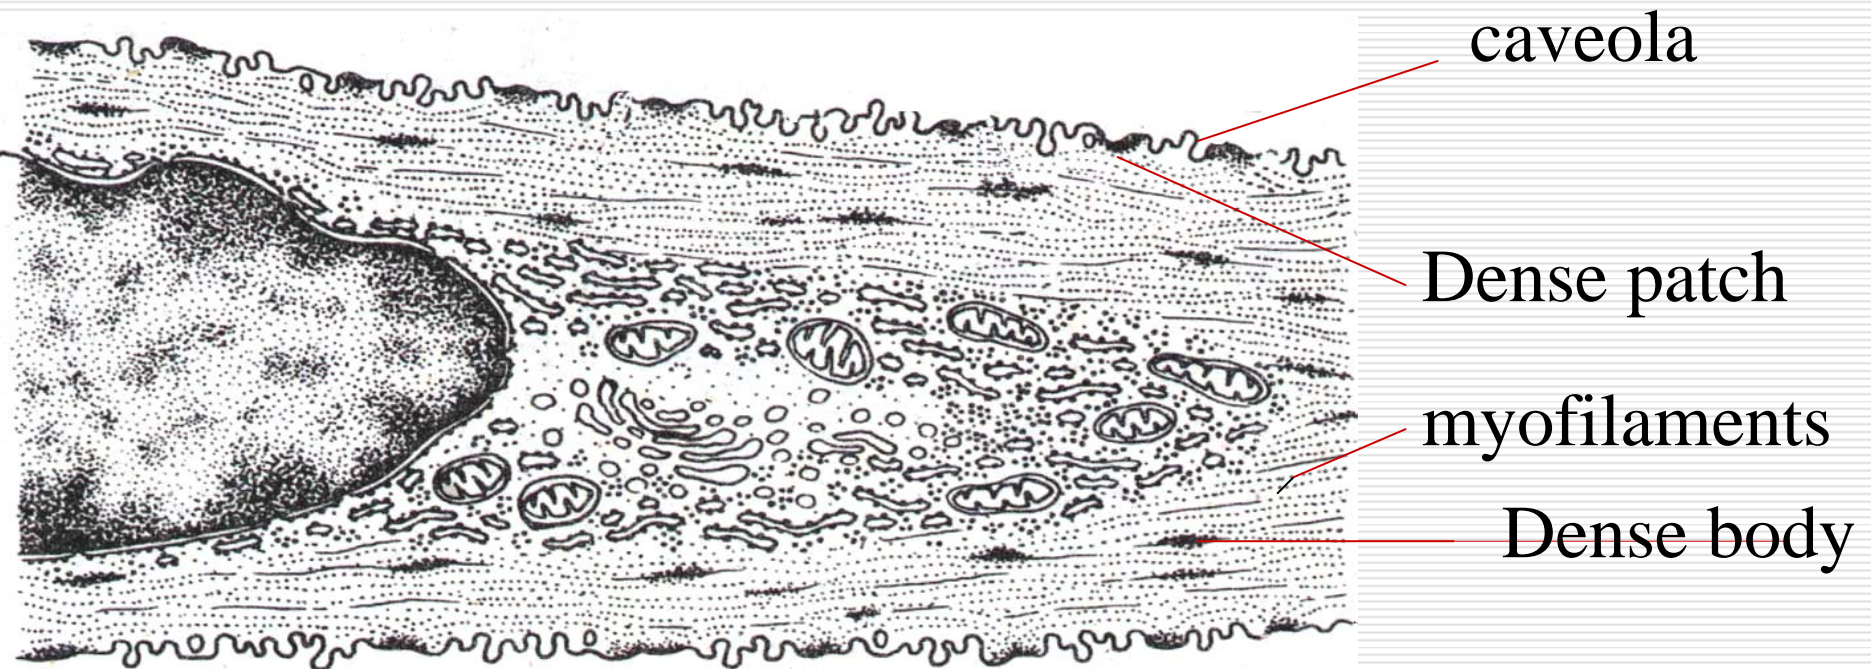 caveola
Dense patch
myofilaments
Dense body